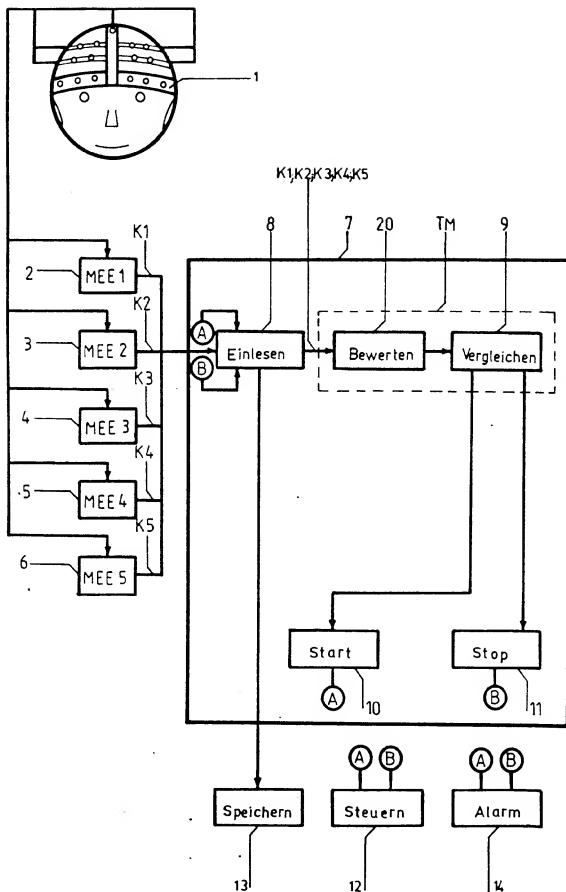 1
K1,K2,K3,K4,K5
8
7
20
TM
9
K1
2
MEE 1
K2
3
MEE 2
A
B
Einlesen
Bewerten
Vergleichen
K3
4
MEE 3
K4
5
MEE 4
K5
6
MEE 5
Start
Stop
A
10
B
11
A
B
A
B
Speichern
Steuern
Alarm
13
12
14